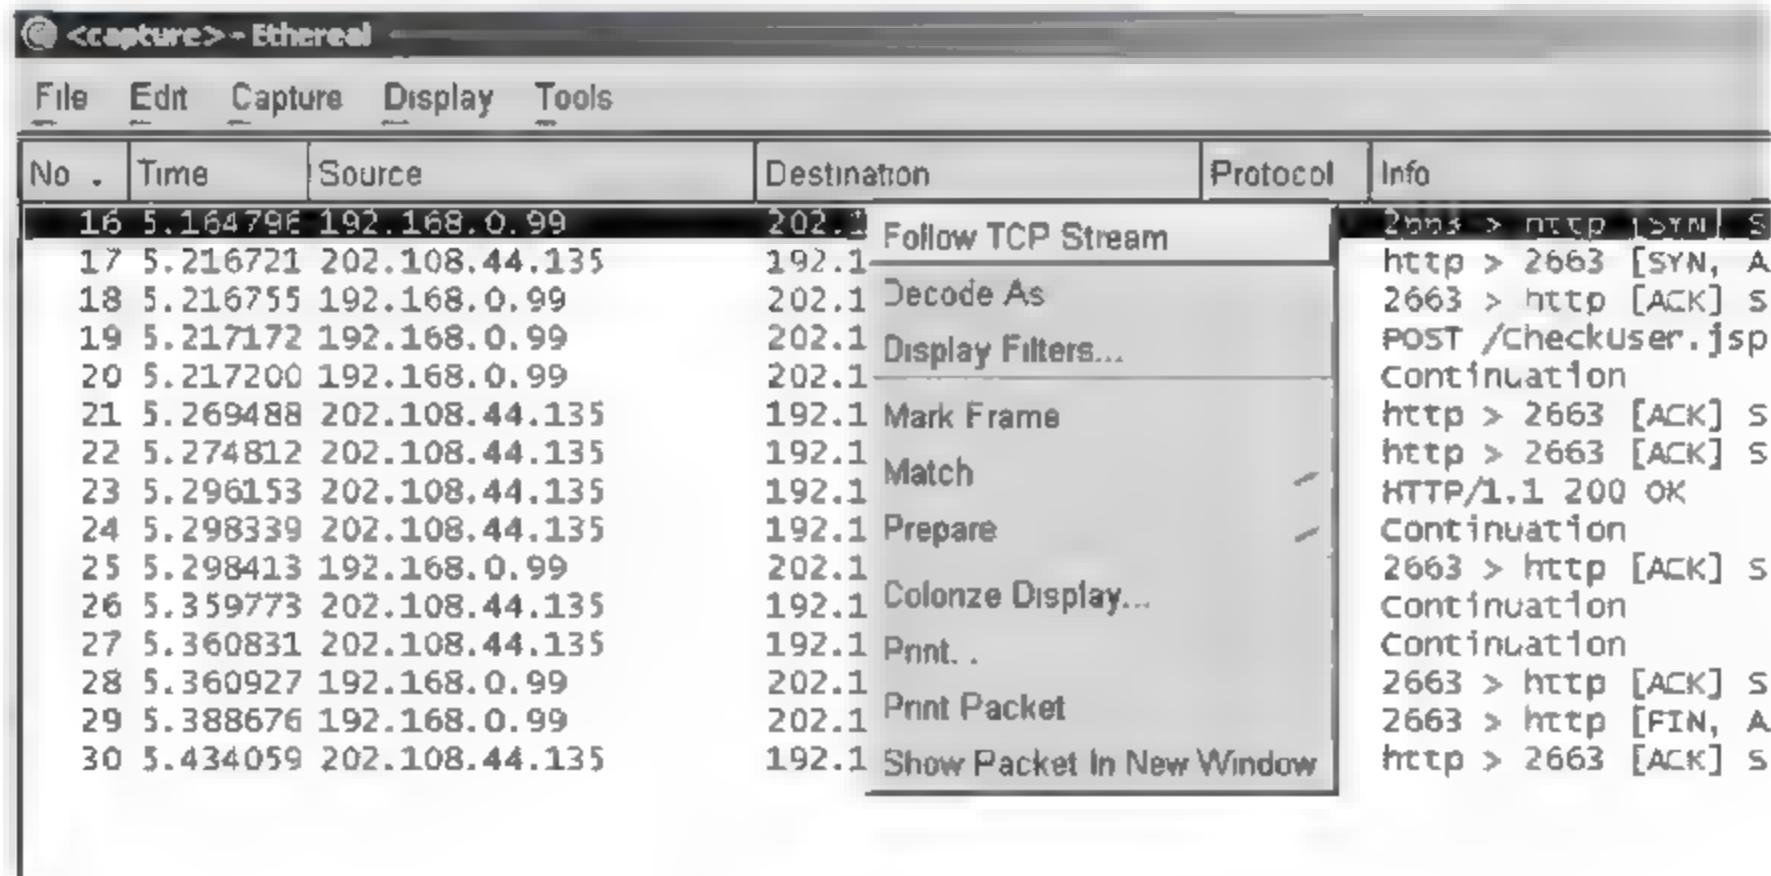 <capture> - Ethereal
File Edit Capture Display Tools
No . Time Source Destination Protocol Info
16 5.164796 192.168.0.99 202.1 Follow TCP Stream 2663 > http [SYN] S
17 5.216721 202.108.44.135 192.1 http > 2663 [SYN, A
18 5.216755 192.168.0.99 202.1 Decode As 2663 > http [ACK] S
19 5.217172 192.168.0.99 202.1 Display Filters... POST /CheckUser.jsp
20 5.217200 192.168.0.99 202.1 Continuation
21 5.269488 202.108.44.135 192.1 Mark Frame http > 2663 [ACK] S
22 5.274812 202.108.44.135 192.1 Match http > 2663 [ACK] S
23 5.296153 202.108.44.135 192.1 HTTP/1.1 200 OK
24 5.298339 202.108.44.135 192.1 Prepare Continuation
25 5.298413 192.168.0.99 202.1 2663 > http [ACK] S
26 5.359773 202.108.44.135 192.1 Colorize Display... Continuation
27 5.360831 202.108.44.135 192.1 Print. . Continuation
28 5.360927 192.168.0.99 202.1 2663 > http [ACK] S
29 5.388676 192.168.0.99 202.1 Print Packet 2663 > http [FIN, A
30 5.434059 202.108.44.135 192.1 Show Packet In New Window http > 2663 [ACK] S